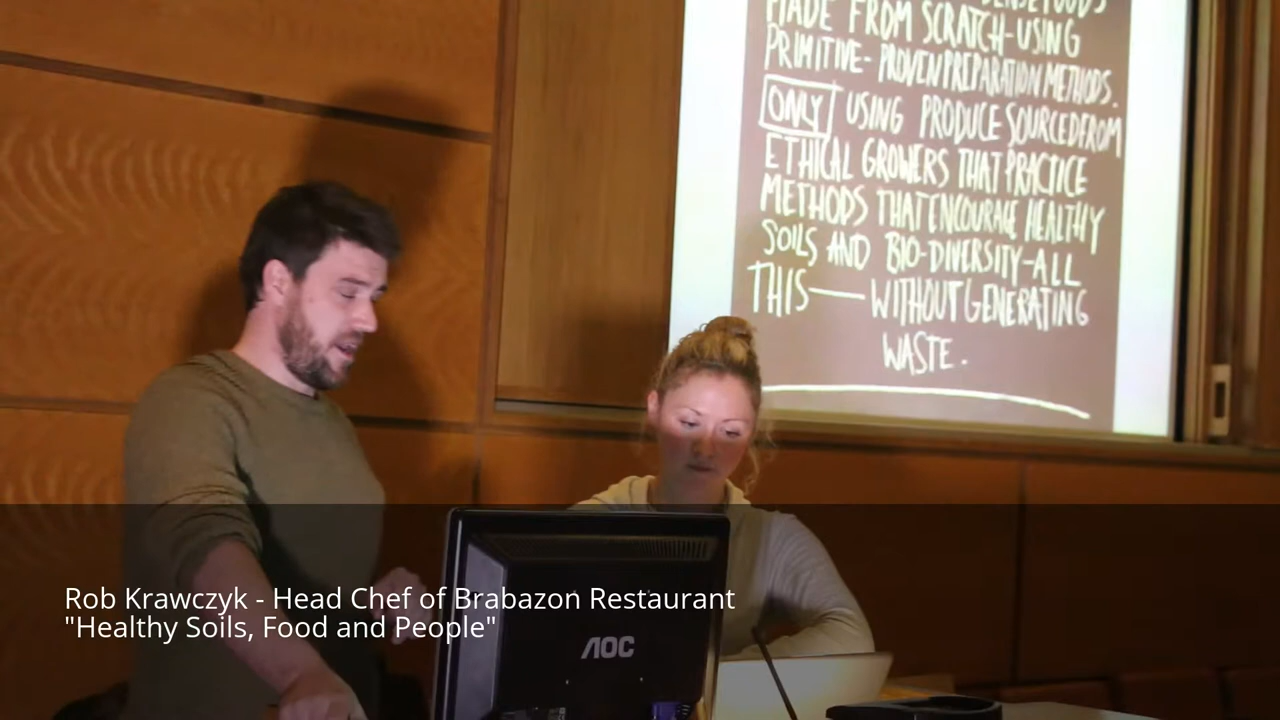 DENSE FOODS
MADE FROM SCRATCH-USING
PRIMITIVE- PROVEN PREPARATION METHODS.
ONLY USING PRODUCE SOURCED FROM
ETHICAL GROWERS THAT PRACTICE
METHODS THAT ENCOURAGE HEALTHY
SOILS AND BIO-DIVERSITY-ALL
THIS— WITHOUT GENERATING
WASTE.
Rob Krawczyk - Head Chef of Brabazon Restaurant
"Healthy Soils, Food and People"
AOC